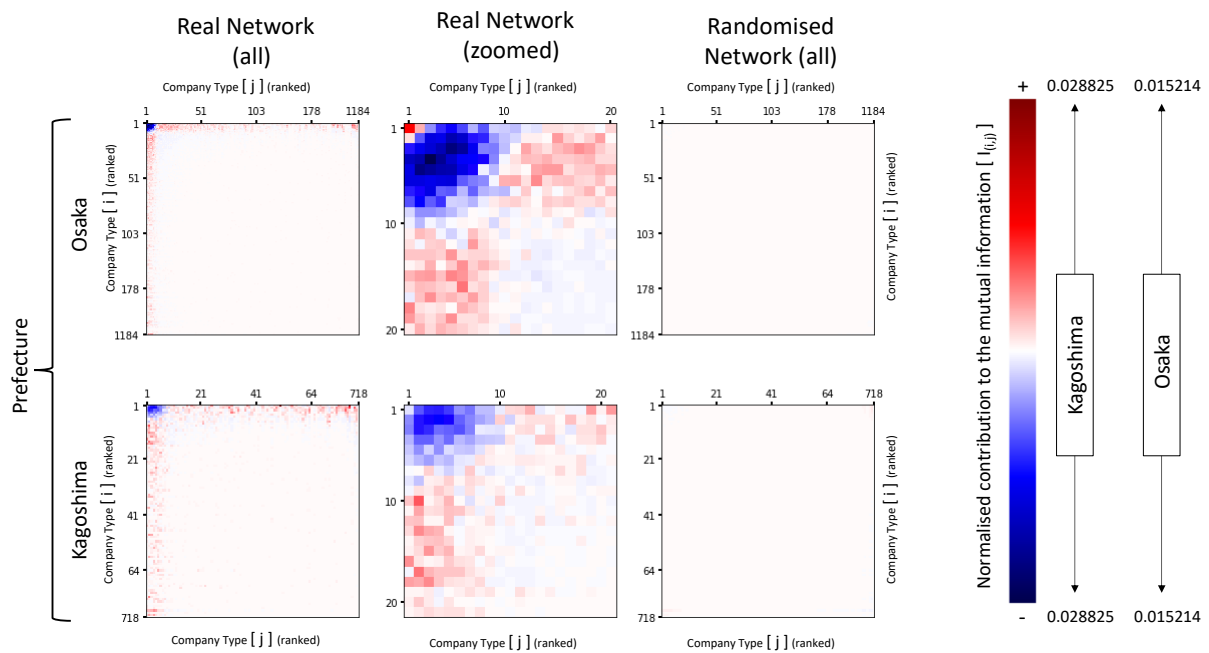 Real Network
(all)
Real Network
(zoomed)
Randomised
Network (all)
Company Type [ j ] (ranked)
Company Type [ j ] (ranked)
Company Type [ j ] (ranked)
1 51 103 178 1184
1 10 20
1 51 103 178 1184
Prefecture
Osaka
Company Type [ i ] (ranked)
1
51
103
178
1184
1
10
20
1
51
103
178
1184
Company Type [ i ] (ranked)
Kagoshima
Company Type [ i ] (ranked)
1 21 41 64 718
1 10 20
1 21 41 64 718
1
21
41
64
718
1
10
20
1
21
41
64
718
Company Type [ i ] (ranked)
Company Type [ j ] (ranked)
Company Type [ j ] (ranked)
Company Type [ j ] (ranked)
Normalised contribution to the mutual information [ I(i,j) ]
+ 0.028825 0.015214
Kagoshima
Osaka
- 0.028825 0.015214